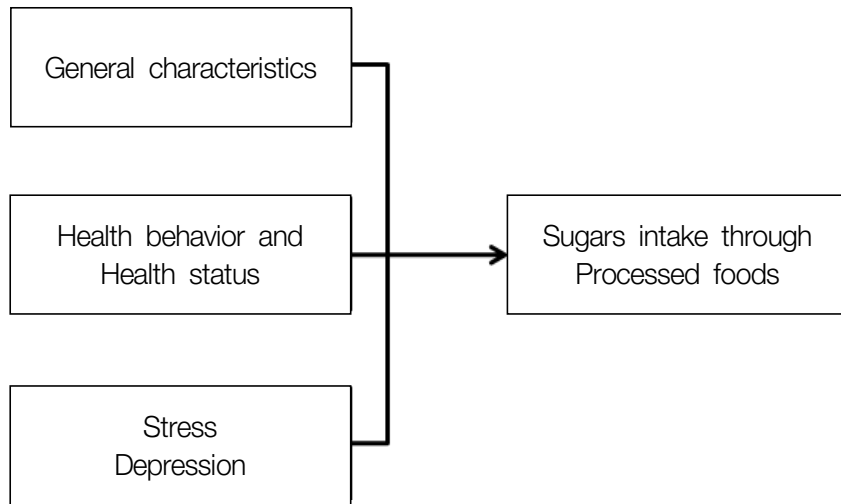 General characteristics
Health behavior and
Health status
Sugars intake through
Processed foods
Stress
Depression